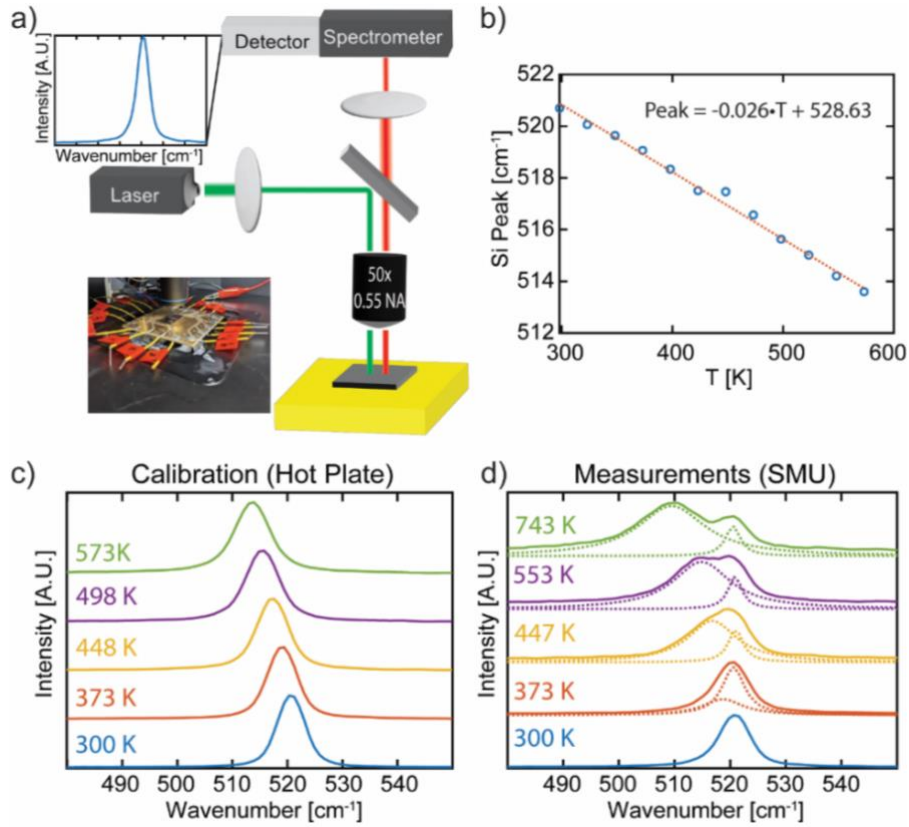 a)
Detector
Spectrometer
Intensity [A.U.]
Wavenumber [cm⁻¹]
Laser
50x
0.55 NA
b)
Si Peak [cm⁻¹]
522
520
518
516
514
512
Peak = -0.026•T + 528.63
300
400
500
600
T [K]
c)
Calibration (Hot Plate)
Intensity [A.U.]
573K
498 K
448 K
373 K
300 K
490
500
510
520
530
540
Wavenumber [cm⁻¹]
d)
Measurements (SMU)
Intensity [A.U.]
743 K
553 K
447 K
373 K
300 K
490
500
510
520
530
540
Wavenumber [cm⁻¹]